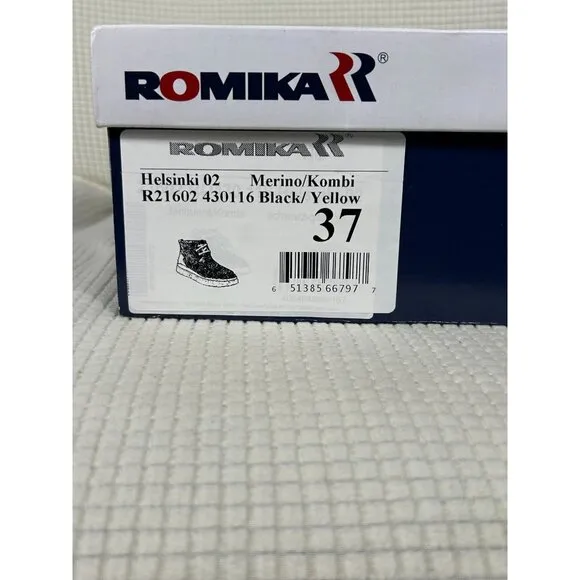 ROMIKA ®
ROMIKA
Helsinki 02 Merino/Kombi
R21602 430116 Black/ Yellow
37
6 51385 66797 7